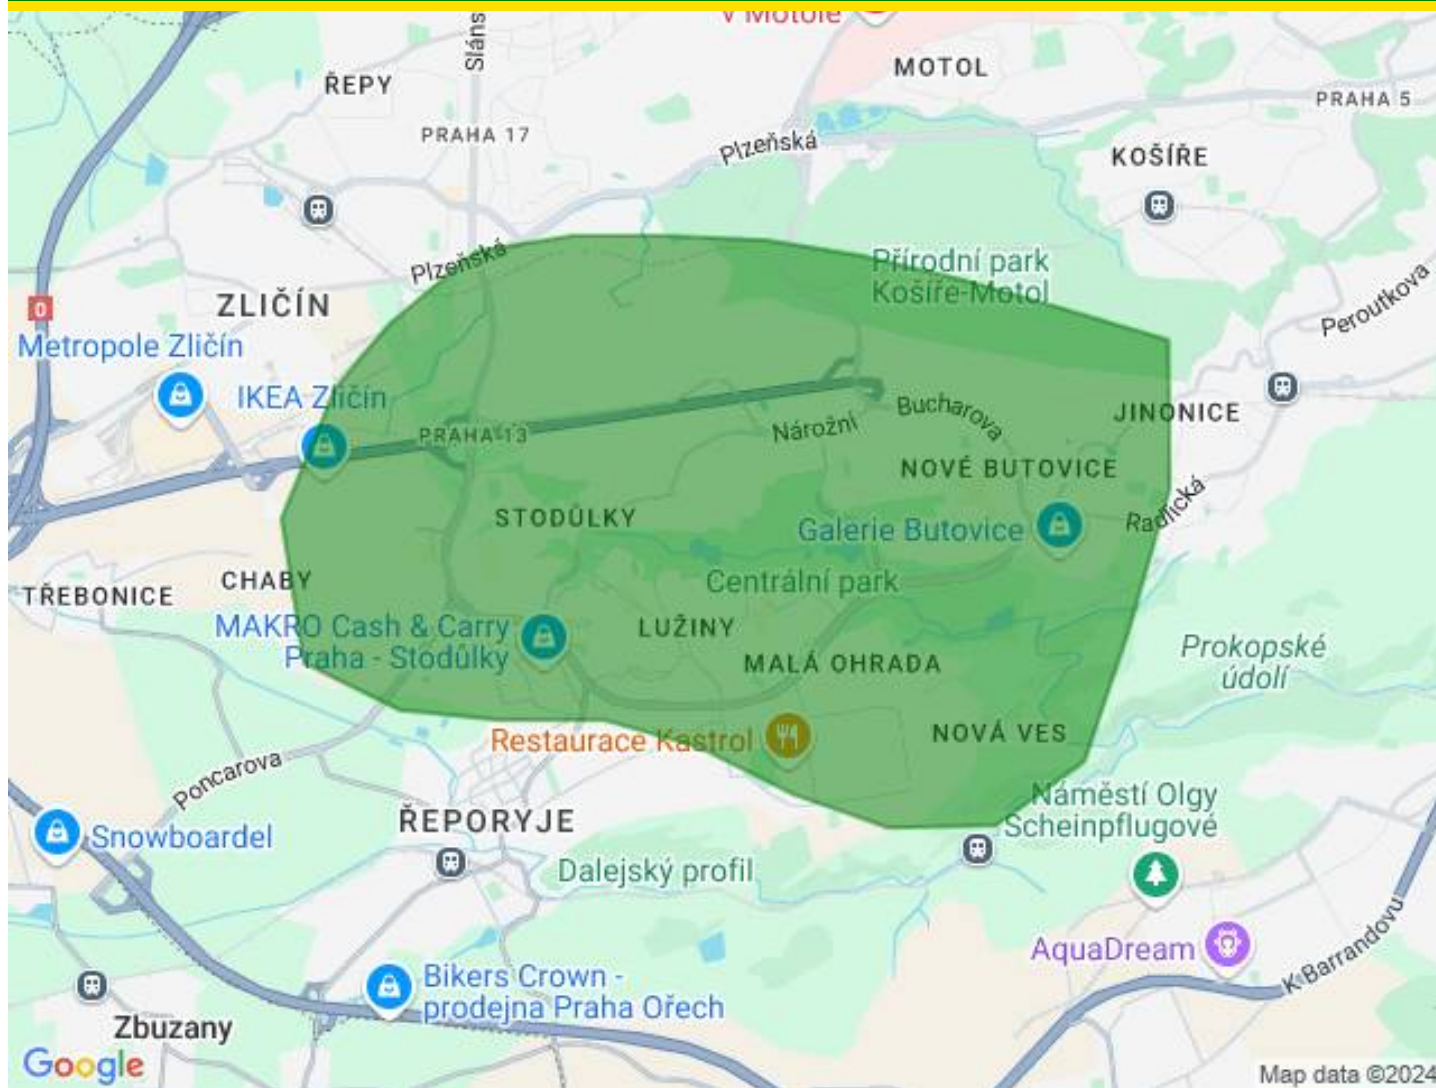 V Motole
Sláns
MOTOL
ŘEPY
PRAHA 5
PRAHA 17
Plzeňská
KOŠÍŘE
Plzeňská
Přírodní park
Košíře-Motol
Peroutkova
ZLIČÍN
0
Metropole Zličín
IKEA Zličín
Bucharova
JINONICE
Nárožní
PRAHA 13
NOVÉ BUTOVICE
Radlická
STODŮLKY
Galerie Butovice
CHABY
Centrální park
TŘEBONICE
MAKRO Cash & Carry
Praha - Stodůlky
LUŽINY
Prokopské
údolí
MALÁ OHRADA
Restaurace Kastrol
NOVÁ VES
Poncarova
Náměstí Olgy
Scheinpflugové
ŘEPORYJE
Snowboardel
Dalejský profil
AquaDream
K Barrandovu
Bikers Crown -
prodejna Praha Ořech
Zbuzany
Google
Map data ©2024